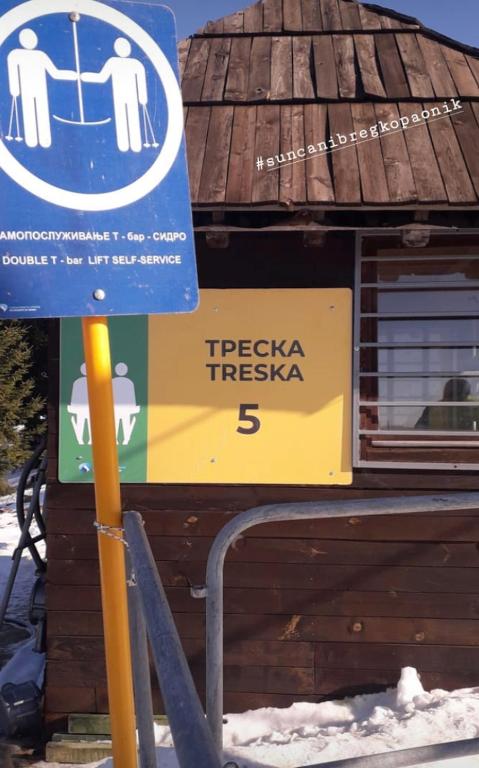 #suncanibregkopaonik
АМОПОСЛУЖИВАЊЕ Т - бар - СИДРО
DOUBLE T - bar LIFT SELF-SERVICE
ТРЕСКА
TRESKA
5